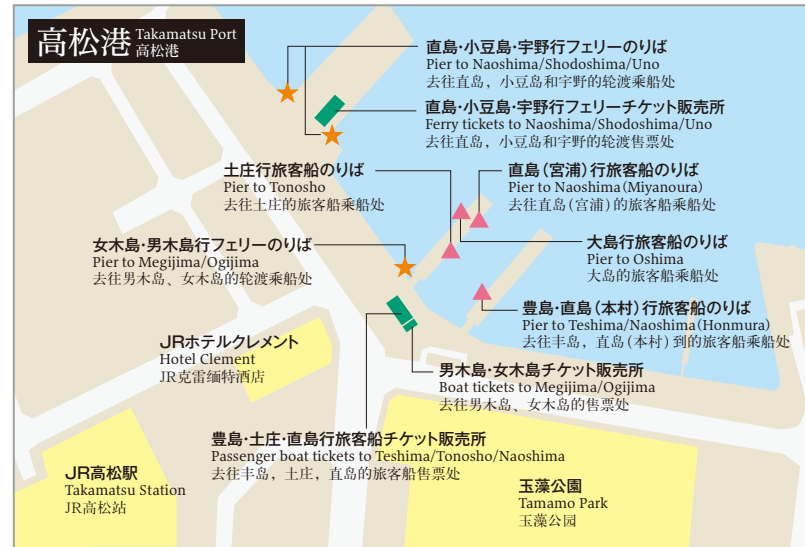 高松港
Takamatsu Port
高松港
直島・小豆島・宇野行フェリーのりば
Pier to Naoshima/Shodoshima/Uno
去往直岛，小豆岛和宇野的轮渡乘船处
直島・小豆島・宇野行フェリーチケット販売所
Ferry tickets to Naoshima/Shodoshima/Uno
去往直岛，小豆岛和宇野的轮渡售票处
土庄行旅客船のりば
Pier to Tonosho
去往土庄的旅客船乘船处
直島（宮浦）行旅客船のりば
Pier to Naoshima(Miyanoura)
去往直岛(宫浦)的旅客船乘船处
女木島・男木島行フェリーのりば
Pier to Megijima/Ogijima
去往男木岛、女木岛的轮渡乘船处
大島行旅客船のりば
Pier to Oshima
大岛的旅客船乘船处
豊島・直島（本村）行旅客船のりば
Pier to Teshima/Naoshima(Honmura)
去往丰岛，直岛(本村)到的旅客船乘船处
JRホテルクレメント
Hotel Clement
JR克雷缅特酒店
男木島・女木島チケット販売所
Boat tickets to Megijima/Ogijima
去往男木岛、女木岛的售票处
豊島・土庄・直島行旅客船チケット販売所
Passenger boat tickets to Teshima/Tonosho/Naoshima
去往丰岛，土庄，直岛的旅客船售票处
JR高松駅
Takamatsu Station
JR高松站
玉藻公園
Tamamo Park
玉藻公园